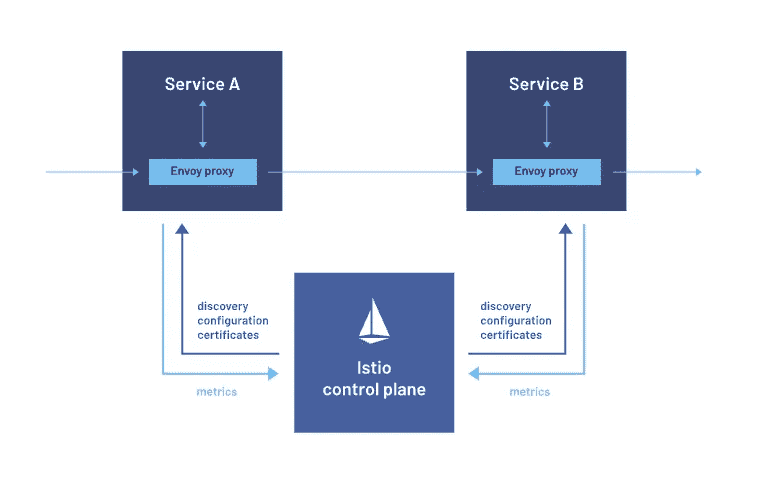 Service A
Service B
Envoy proxy
Envoy proxy
discovery
configuration
certificates
discovery
configuration
certificates
Istio
control plane
metrics
metrics